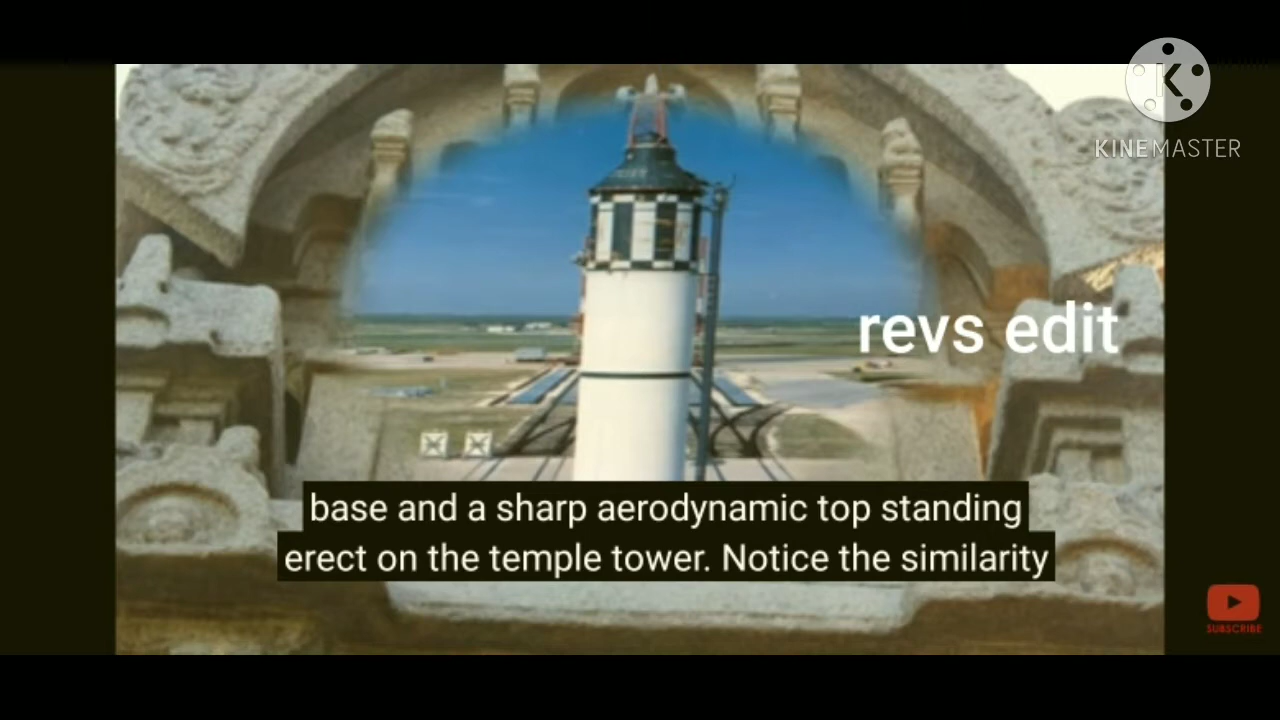 K
KINEMASTER
revs edit
base and a sharp aerodynamic top standing
erect on the temple tower. Notice the similarity
SUBSCRIBE